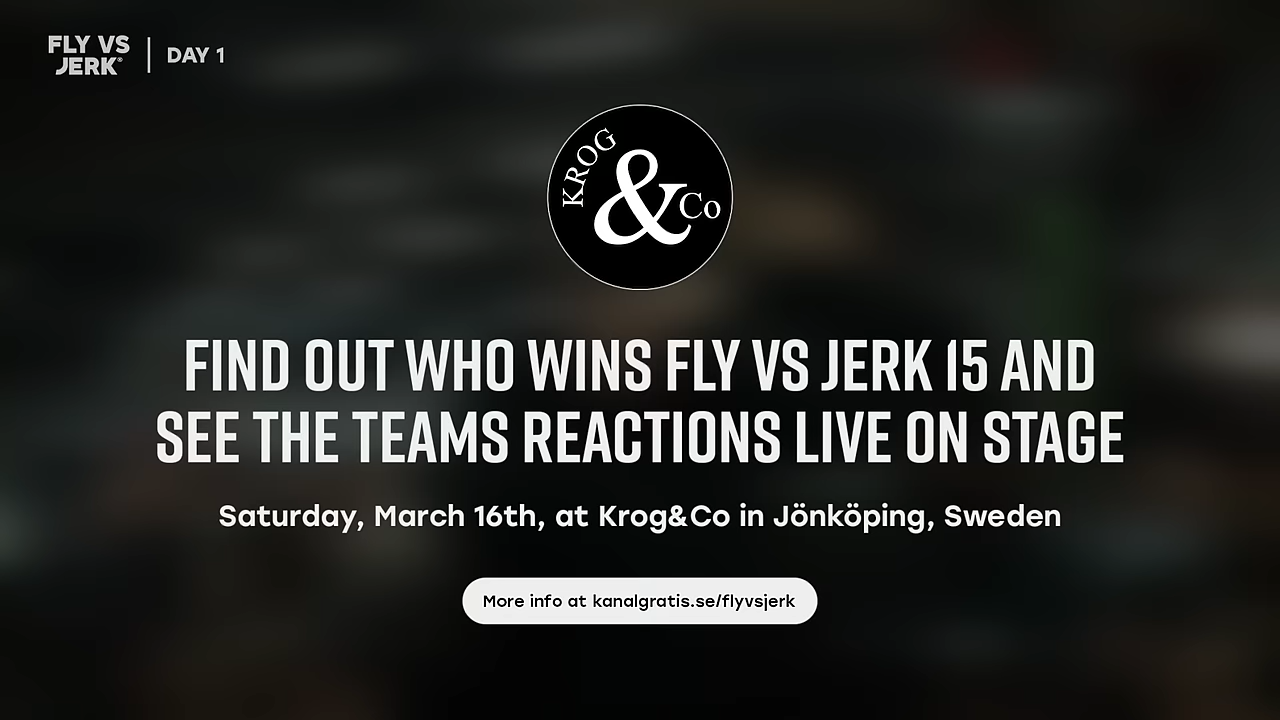 FLY VS
JERK®
DAY 1
KROG
&
Co
FIND OUT WHO WINS FLY VS JERK 15 AND
SEE THE TEAMS REACTIONS LIVE ON STAGE
Saturday, March 16th, at Krog&Co in Jönköping, Sweden
More info at kanalgratis.se/flyvsjerk